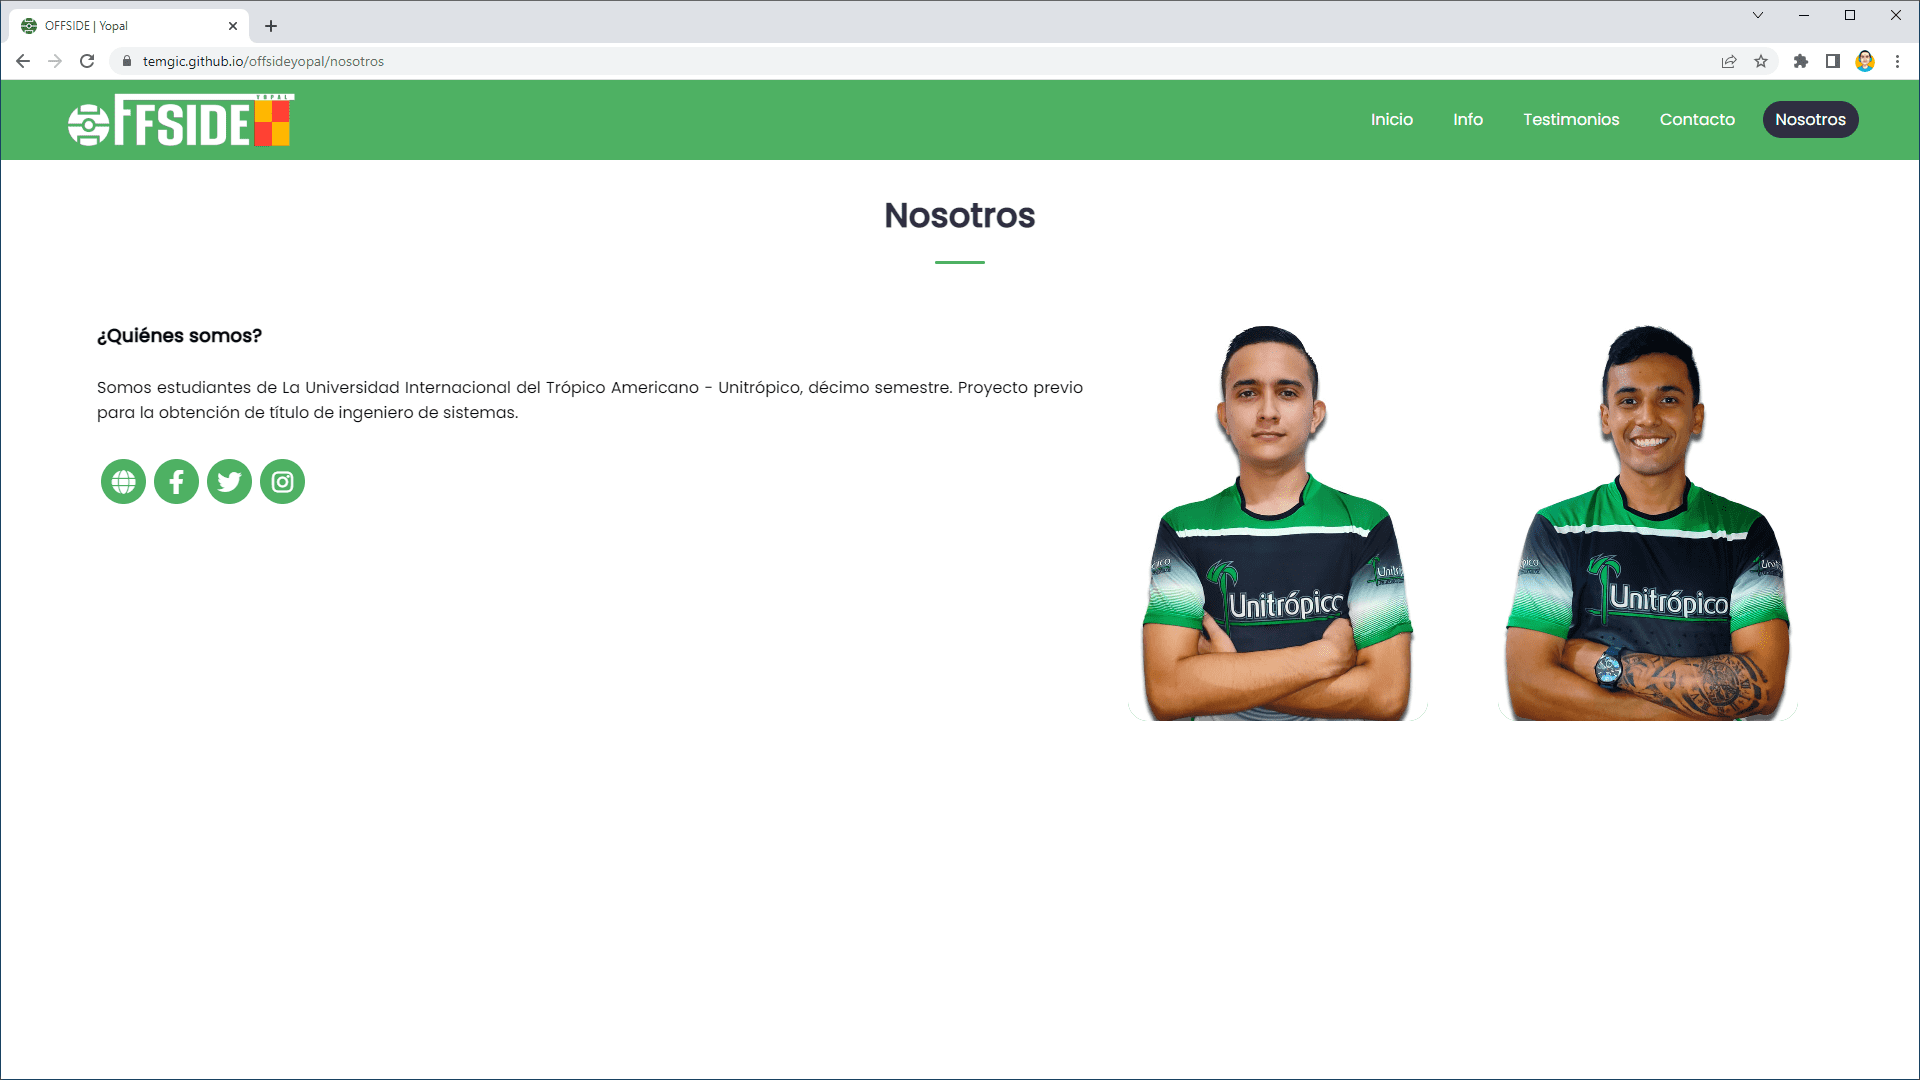 OFFSIDE | Yopal
temgic.github.io/offsideyopal/nosotros
YOPAL
OFFSIDE
Inicio
Info
Testimonios
Contacto
Nosotros
Nosotros
¿Quiénes somos?
Somos estudiantes de La Universidad Internacional del Trópico Americano - Unitrópico, décimo semestre. Proyecto previo
para la obtención de título de ingeniero de sistemas.
Unitrópico
Unitrópico